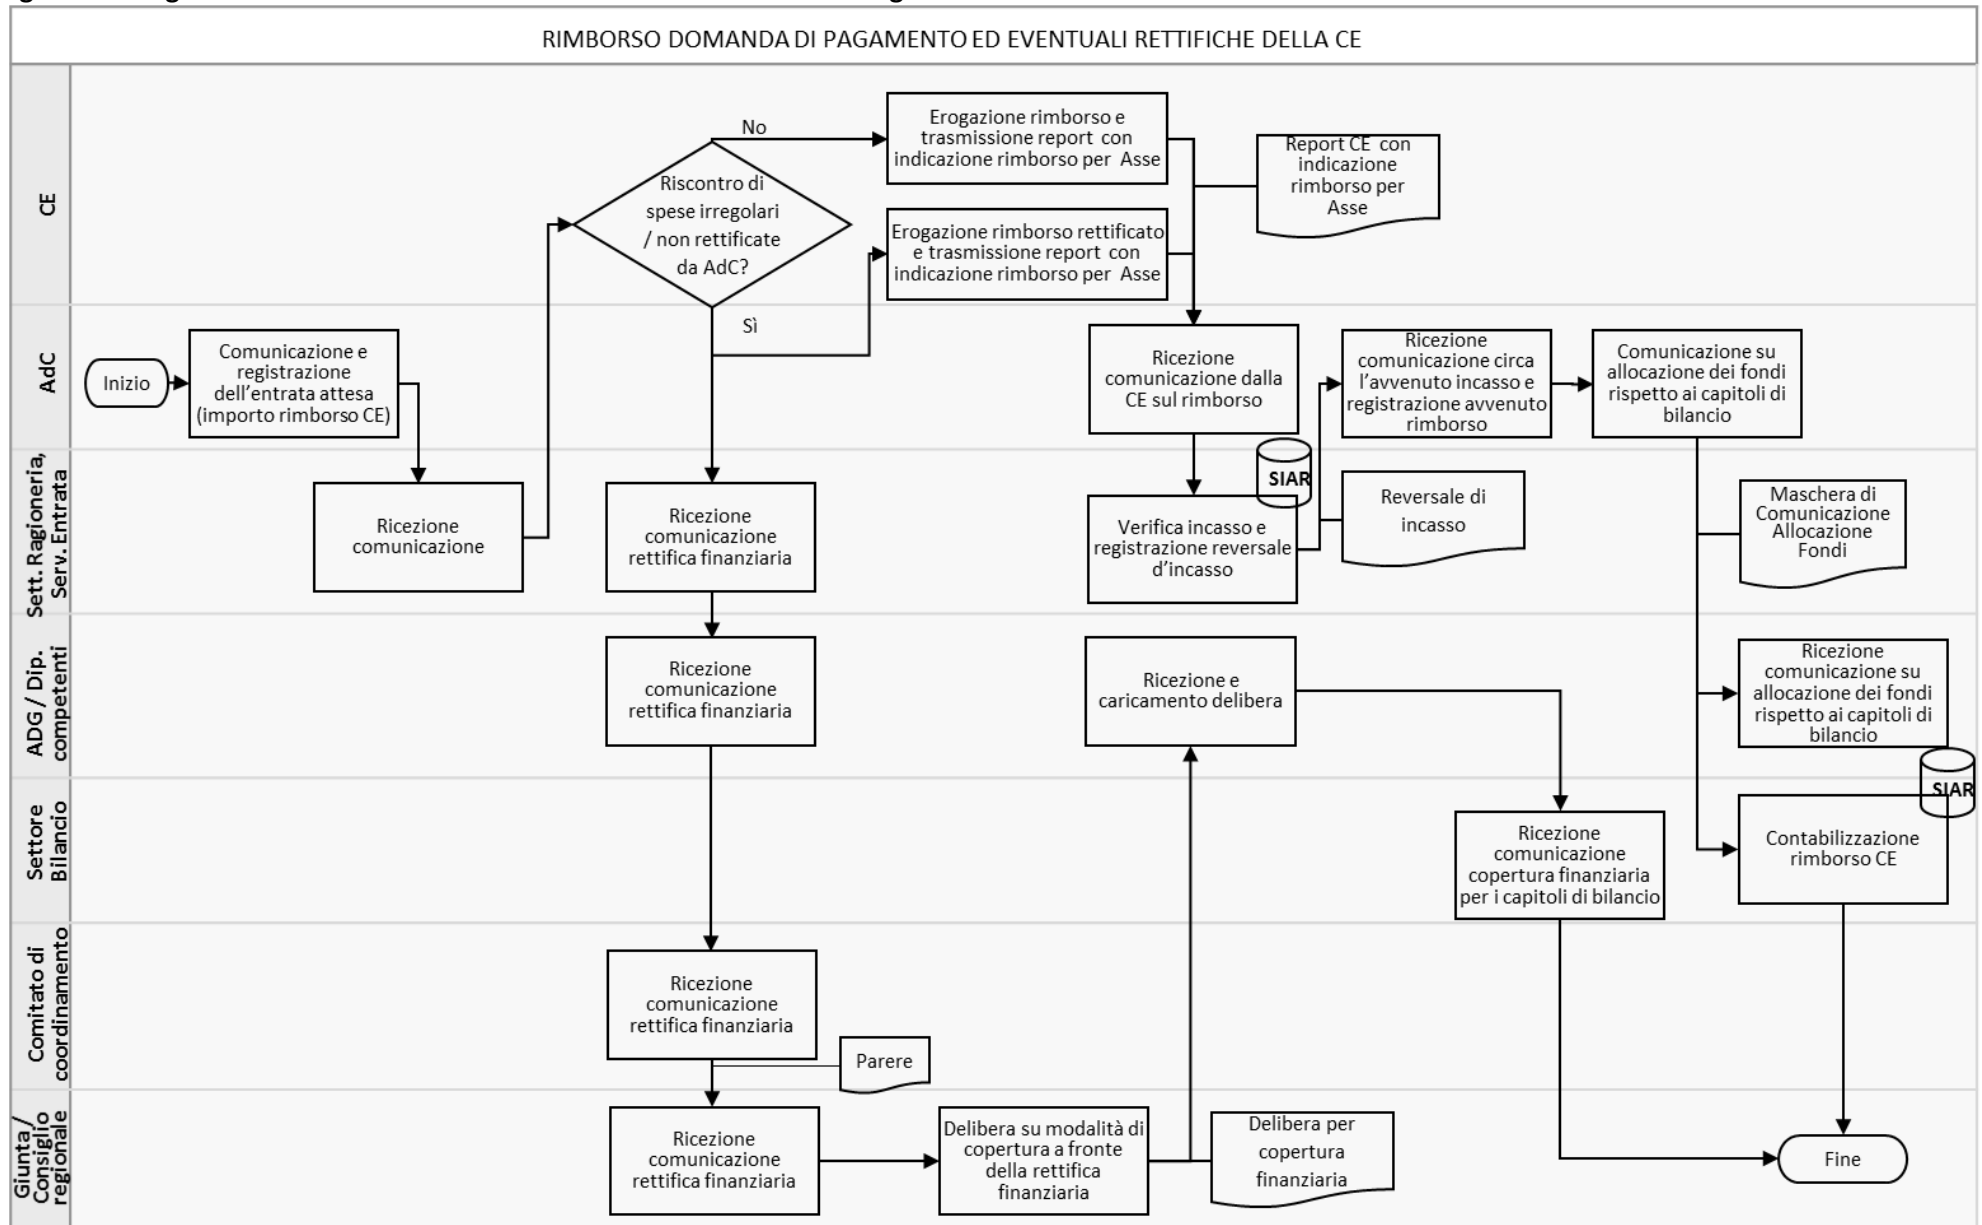 RIMBORSO DOMANDA DI PAGAMENTO ED EVENTUALI RETTIFICHE DELLA CE
CE
No
Erogazione rimborso e
trasmissione report con
indicazione rimborso per Asse
Report CE con
indicazione
rimborso per
Asse
Riscontro di
spese irregolari
/ non rettificate
da AdC?
Erogazione rimborso rettificato
e trasmissione report con
indicazione rimborso per Asse
Sì
AdC
Inizio
Comunicazione e
registrazione
dell'entrata attesa
(importo rimborso CE)
Ricezione
comunicazione dalla
CE sul rimborso
Ricezione
comunicazione circa
l'avvenuto incasso e
registrazione avvenuto
rimborso
Comunicazione su
allocazione dei fondi
rispetto ai capitoli di
bilancio
Sett. Ragioneria,
Serv. Entrata
Ricezione
comunicazione
Ricezione
comunicazione
rettifica finanziaria
SIAR
Verifica incasso e
registrazione reversale
d'incasso
Reversale di
incasso
Maschera di
Comunicazione
Allocazione
Fondi
ADG / Dip.
competenti
Ricezione
comunicazione
rettifica finanziaria
Ricezione e
caricamento delibera
Ricezione
comunicazione su
allocazione dei fondi
rispetto ai capitoli di
bilancio
Settore
Bilancio
SIAR
Ricezione
comunicazione
copertura finanziaria
per i capitoli di bilancio
Contabilizzazione
rimborso CE
Comitato di
coordinamento
Ricezione
comunicazione
rettifica finanziaria
Parere
Giunta/
Consiglio
regionale
Ricezione
comunicazione
rettifica finanziaria
Delibera su modalità di
copertura a fronte
della rettifica
finanziaria
Delibera per
copertura
finanziaria
Fine